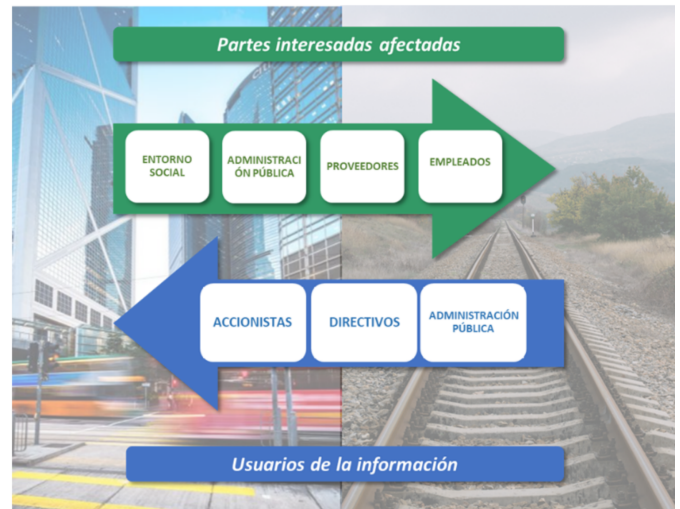 Partes interesadas afectadas
ENTORNO
SOCIAL
ADMINISTRACI
ÓN PÚBLICA
PROVEEDORES
EMPLEADOS
ACCIONISTAS
DIRECTIVOS
ADMINISTRACIÓN
PÚBLICA
Usuarios de la información